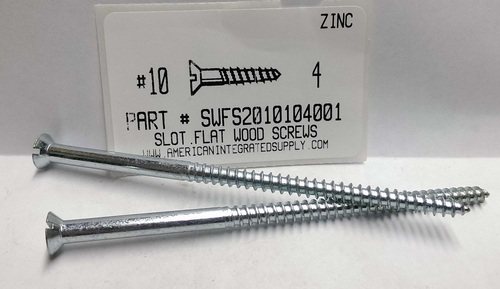 ZINC
#10 4
PART # SWFS2010104001
SLOT.FLAT WOOD SCREWS
WWW.AMERICANINTEGRATEDSUPPLY.COM